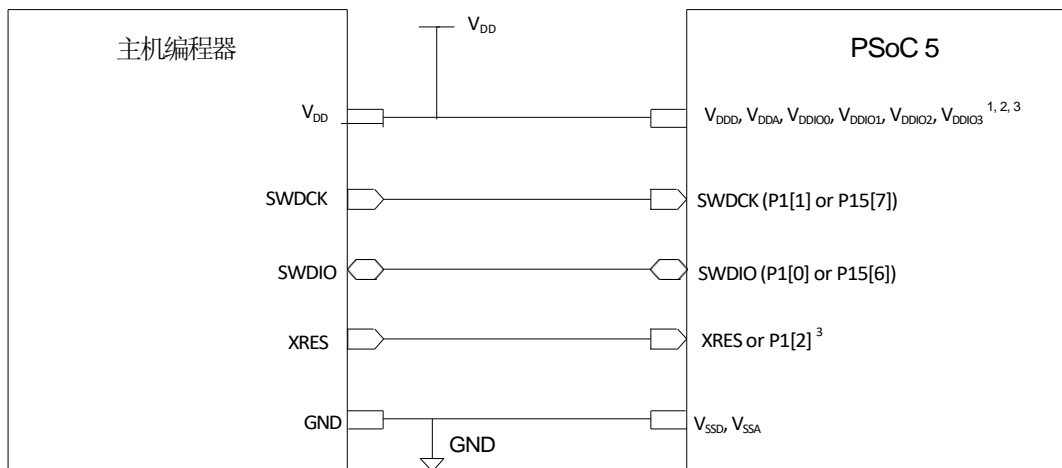 V_DD
主机编程器
PSoC 5
V_DD
V_DDD, V_DDA, V_DDIO0, V_DDIO1, V_DDIO2, V_DDIO3 1, 2, 3
SWDCK
SWDCK (P1[1] or P15[7])
SWDIO
SWDIO (P1[0] or P15[6])
XRES
XRES or P1[2] 3
GND
GND
V_SSD, V_SSA